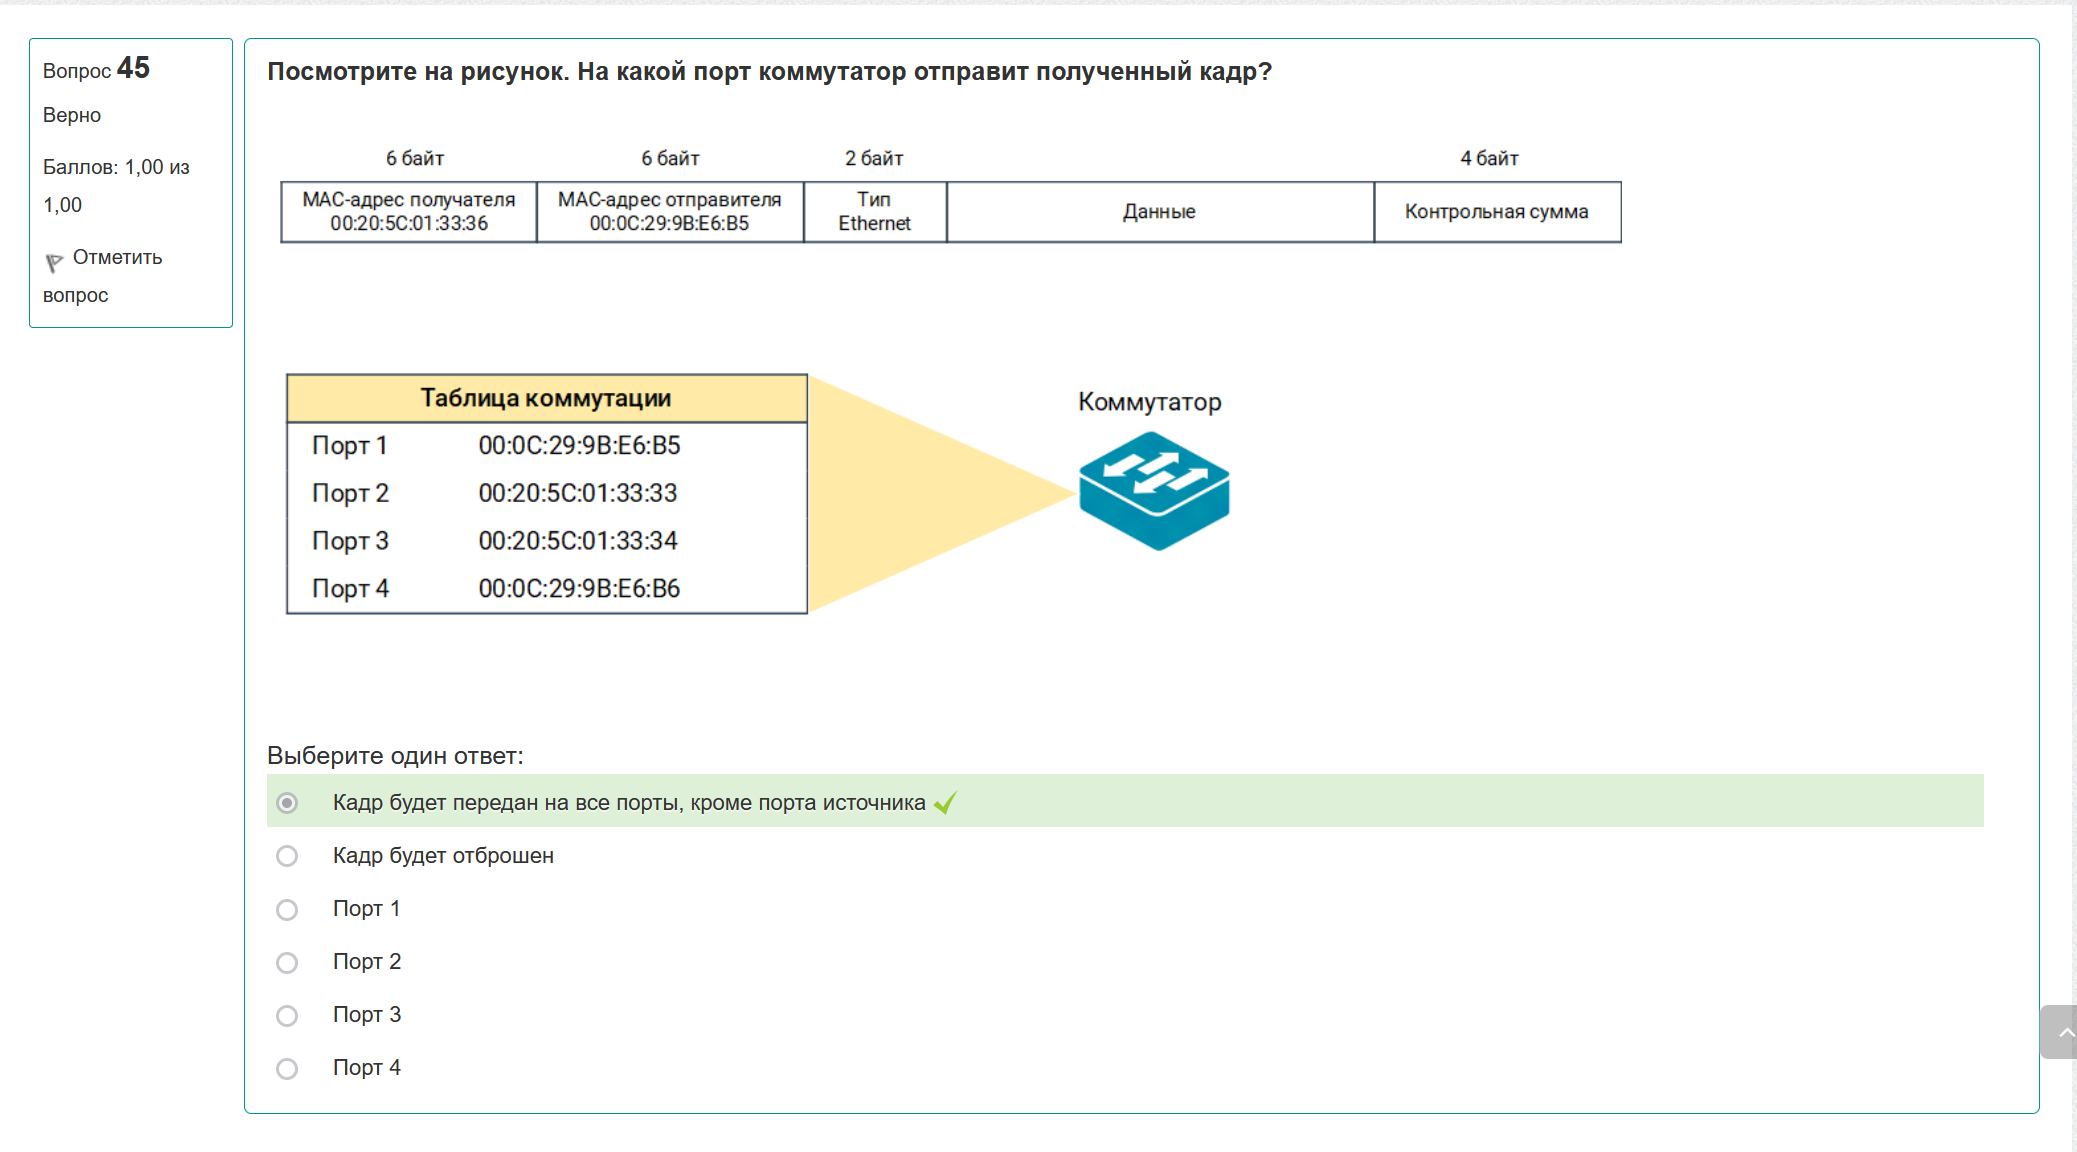 Вопрос 45
Верно
Баллов: 1,00 из
1,00
Отметить
вопрос
Посмотрите на рисунок. На какой порт коммутатор отправит полученный кадр?
6 байт 6 байт 2 байт 4 байт
MAC-адрес получателя MAC-адрес отправителя Тип Данные Контрольная сумма
00:20:5C:01:33:36 00:0C:29:9B:E6:B5 Ethernet
Таблица коммутации
Порт 1 00:0C:29:9B:E6:B5
Порт 2 00:20:5C:01:33:33
Порт 3 00:20:5C:01:33:34
Порт 4 00:0C:29:9B:E6:B6
Коммутатор
Выберите один ответ:
Кадр будет передан на все порты, кроме порта источника
Кадр будет отброшен
Порт 1
Порт 2
Порт 3
Порт 4